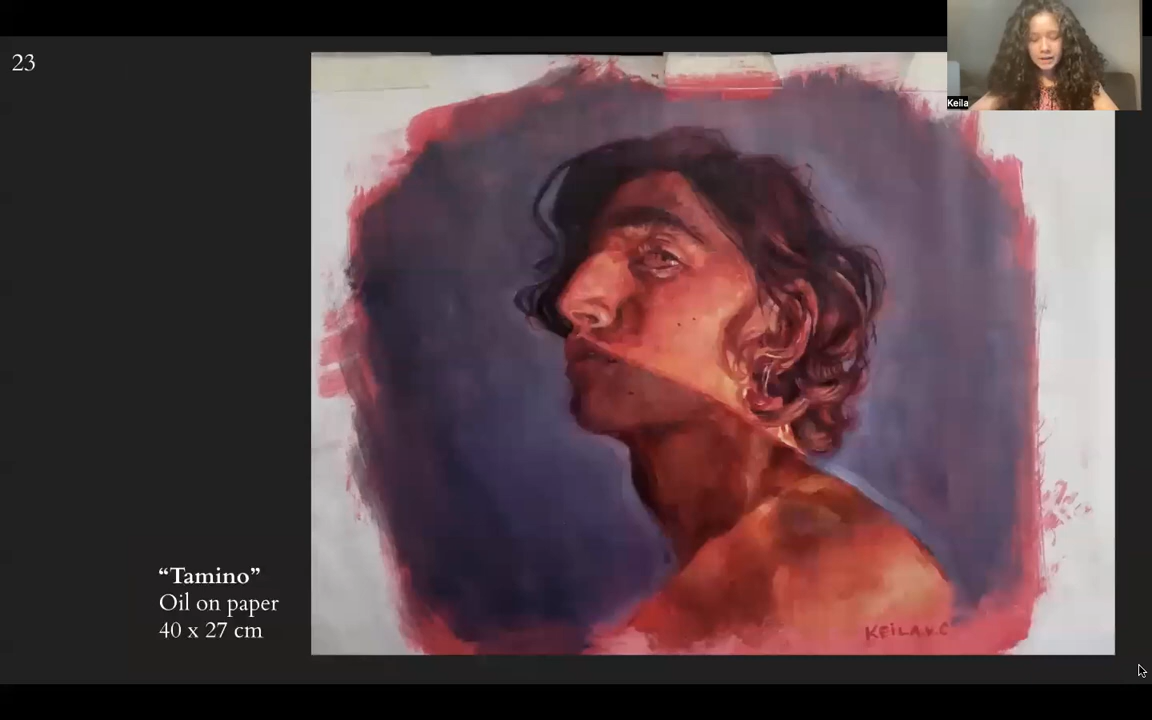 23
Keila
“Tamino”
Oil on paper
40 x 27 cm
KEiLA.V.C